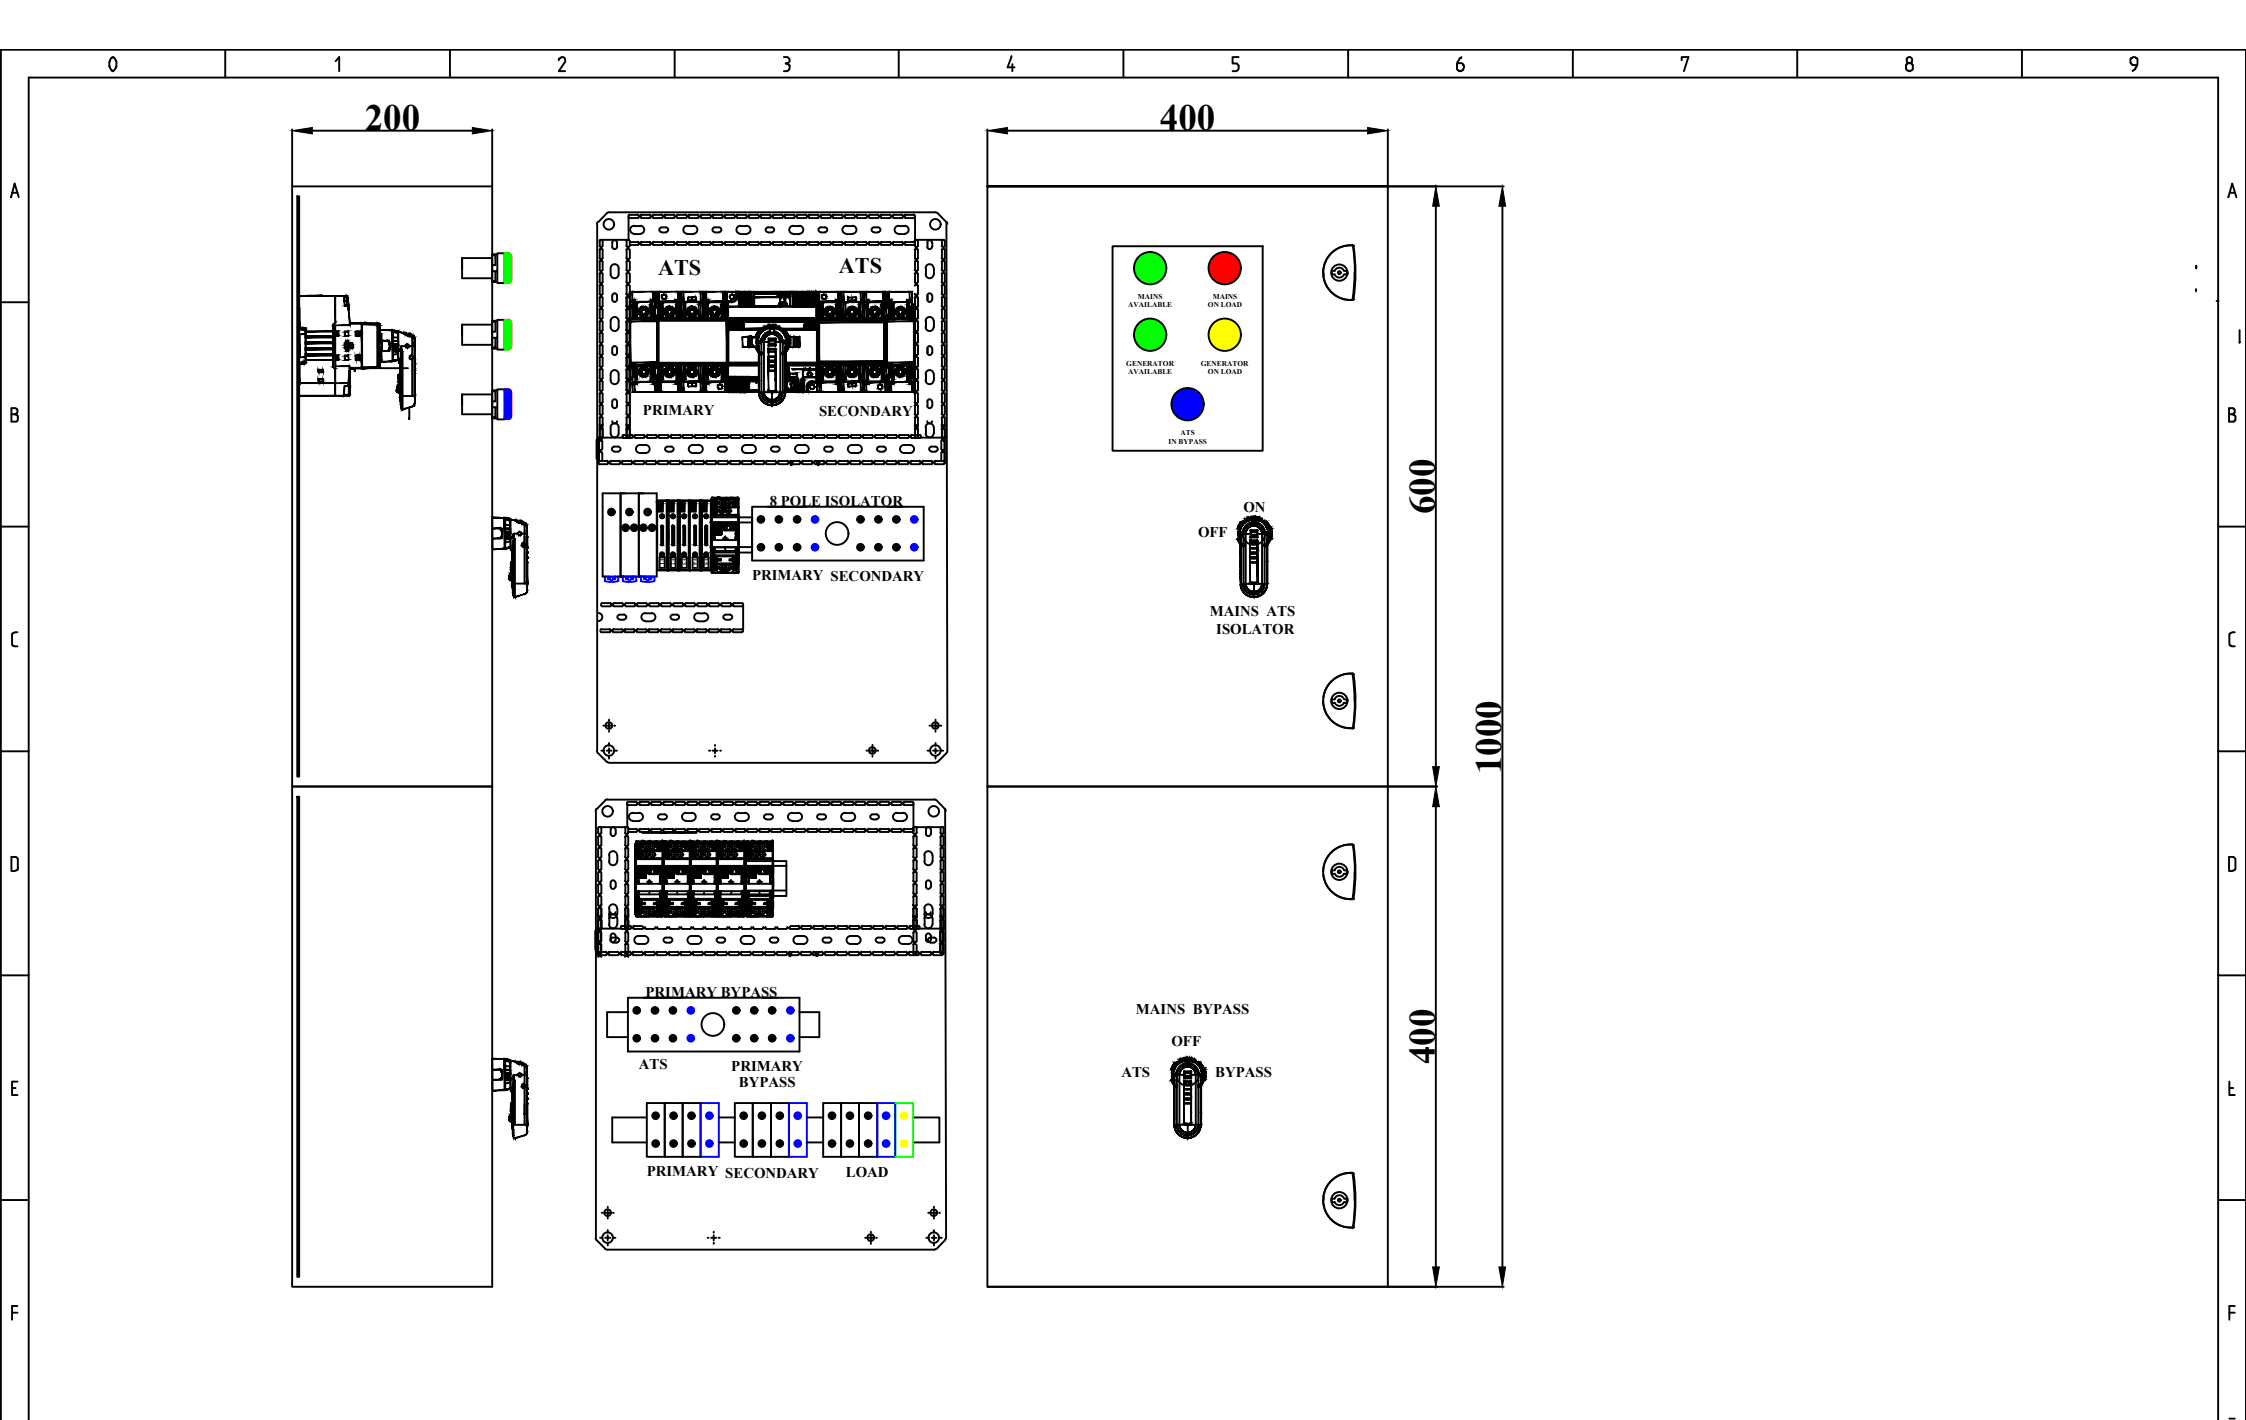 0 1 2 3 4 5 6 7 8 9
200
400
A
A
ATS
ATS
MAINS
AVAILABLE
MAINS
ON LOAD
GENERATOR
AVAILABLE
GENERATOR
ON LOAD
ATS
IN BYPASS
PRIMARY
SECONDARY
B
B
600
8 POLE ISOLATOR
PRIMARY SECONDARY
ON
OFF
MAINS ATS
ISOLATOR
C
C
1000
D
D
PRIMARY BYPASS
ATS
PRIMARY
BYPASS
MAINS BYPASS
OFF
ATS
BYPASS
400
E
E
PRIMARY
SECONDARY
LOAD
F
F